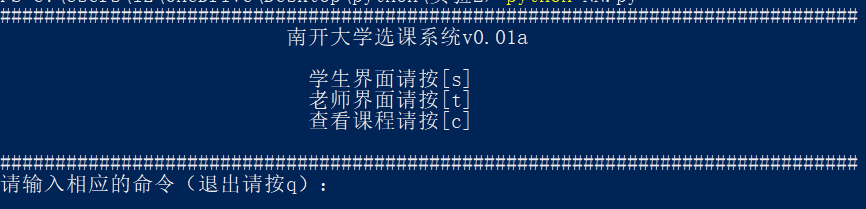 ################################################################################
南开大学选课系统v0.01a
学生界面请按[s]
老师界面请按[t]
查看课程请按[c]
################################################################################
请输入相应的命令（退出请按q）：